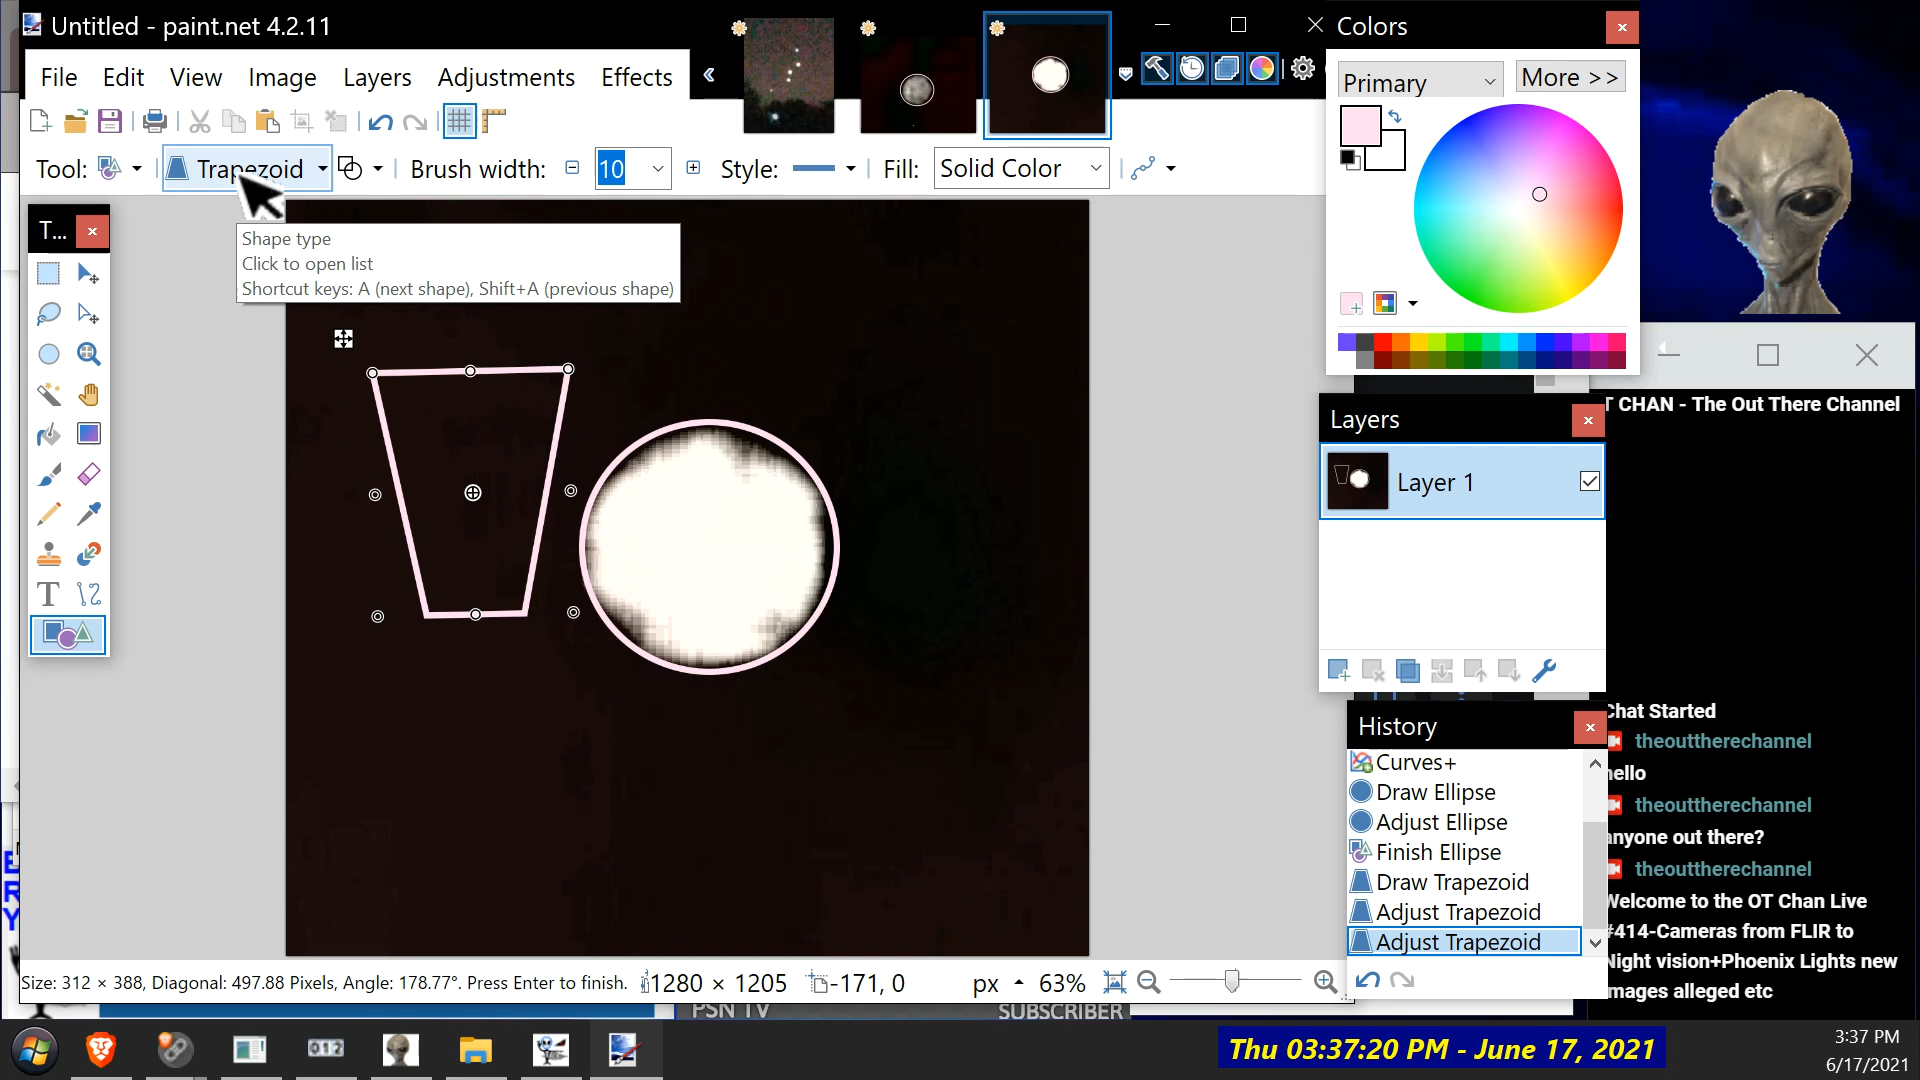 Untitled - paint.net 4.2.11
File Edit View Image Layers Adjustments Effects
Tool: Trapezoid Brush width: 10 Style: Fill: Solid Color
Shape type
Click to open list
Shortcut keys: A (next shape), Shift+A (previous shape)
T...
Colors
Primary
More >>
Layers
Layer 1
History
Curves+
Draw Ellipse
Adjust Ellipse
Finish Ellipse
Draw Trapezoid
Adjust Trapezoid
Adjust Trapezoid
T CHAN - The Out There Channel
Chat Started
theouttherechannel
hello
theouttherechannel
anyone out there?
theouttherechannel
Welcome to the OT Chan Live
#414-Cameras from FLIR to
Night vision+Phoenix Lights new
images alleged etc
Size: 312 × 388, Diagonal: 497.88 Pixels, Angle: 178.77°. Press Enter to finish. 1280 × 1205 -171, 0 px 63%
PSN TV
SUBSCRIBER
E
R
Y
012
Thu 03:37:20 PM - June 17, 2021
3:37 PM
6/17/2021